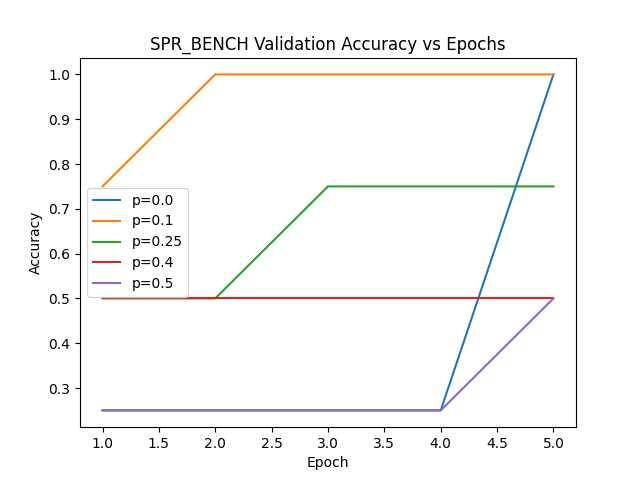 SPR_BENCH Validation Accuracy vs Epochs
1.0
0.9
0.8
0.7
0.6
0.5
0.4
0.3
Accuracy
p=0.0
p=0.1
p=0.25
p=0.4
p=0.5
1.0 1.5 2.0 2.5 3.0 3.5 4.0 4.5 5.0
Epoch